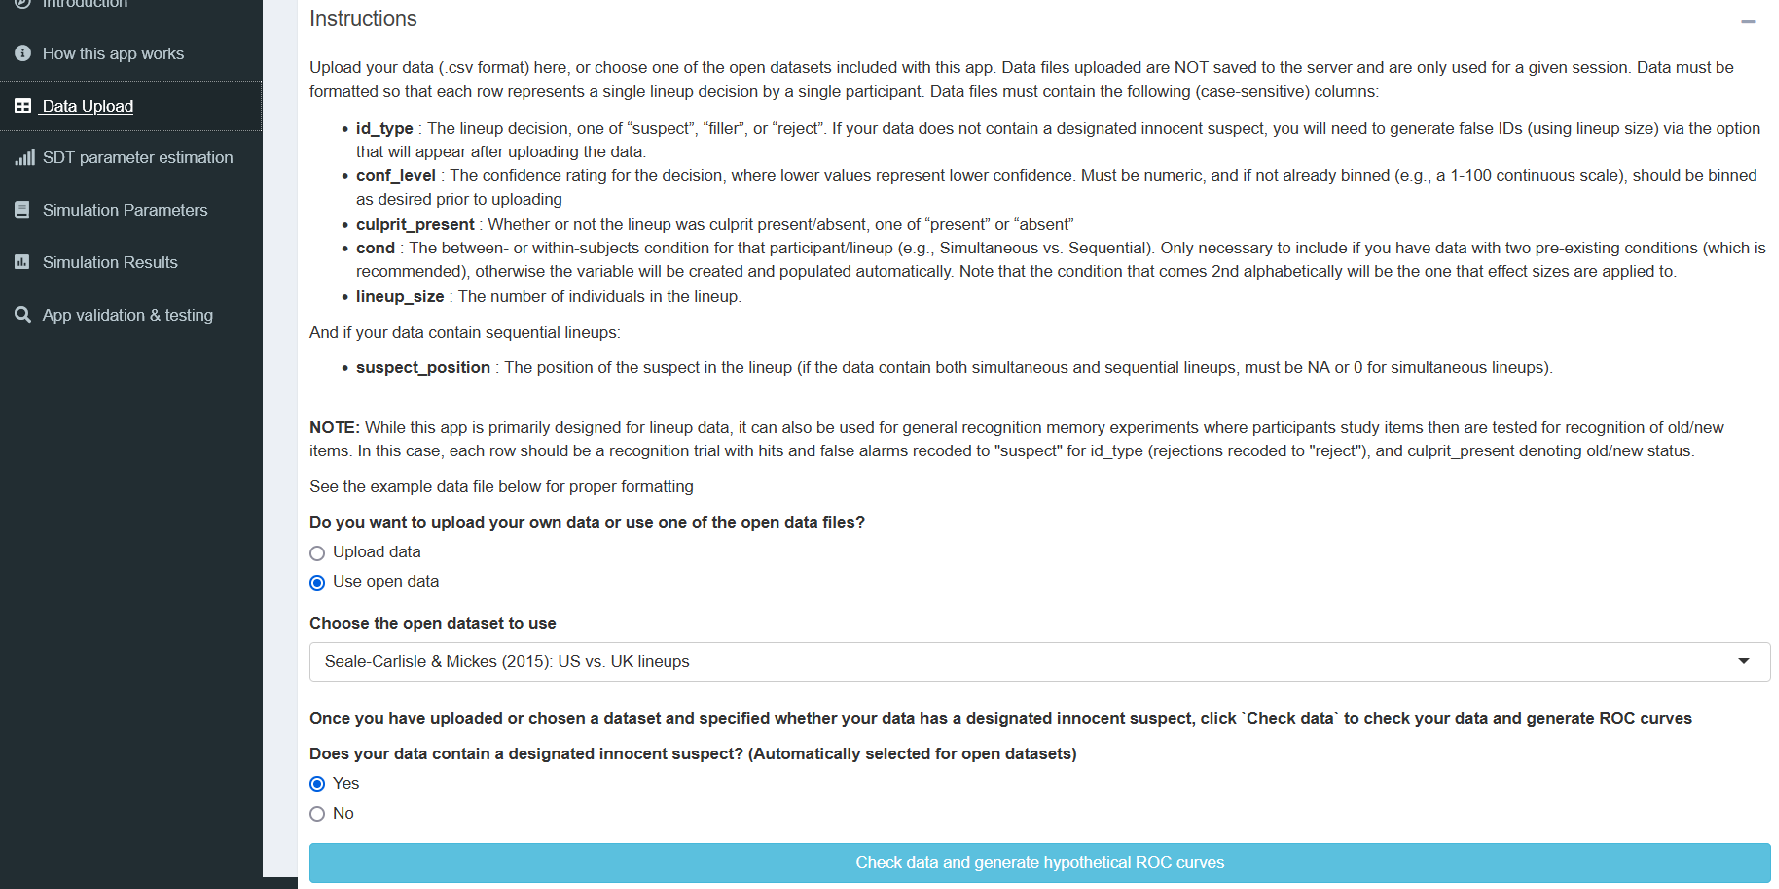 Introduction
How this app works
Data Upload
SDT parameter estimation
Simulation Parameters
Simulation Results
App validation & testing
Instructions
Upload your data (.csv format) here, or choose one of the open datasets included with this app. Data files uploaded are NOT saved to the server and are only used for a given session. Data must be
formatted so that each row represents a single lineup decision by a single participant. Data files must contain the following (case-sensitive) columns:
• id_type : The lineup decision, one of “suspect”, “filler”, or “reject”. If your data does not contain a designated innocent suspect, you will need to generate false IDs (using lineup size) via the option
that will appear after uploading the data.
• conf_level : The confidence rating for the decision, where lower values represent lower confidence. Must be numeric, and if not already binned (e.g., a 1-100 continuous scale), should be binned
as desired prior to uploading
• culprit_present : Whether or not the lineup was culprit present/absent, one of “present” or “absent”
• cond : The between- or within-subjects condition for that participant/lineup (e.g., Simultaneous vs. Sequential). Only necessary to include if you have data with two pre-existing conditions (which is
recommended), otherwise the variable will be created and populated automatically. Note that the condition that comes 2nd alphabetically will be the one that effect sizes are applied to.
• lineup_size : The number of individuals in the lineup.
And if your data contain sequential lineups:
• suspect_position : The position of the suspect in the lineup (if the data contain both simultaneous and sequential lineups, must be NA or 0 for simultaneous lineups).
NOTE: While this app is primarily designed for lineup data, it can also be used for general recognition memory experiments where participants study items then are tested for recognition of old/new
items. In this case, each row should be a recognition trial with hits and false alarms recoded to "suspect" for id_type (rejections recoded to "reject"), and culprit_present denoting old/new status.
See the example data file below for proper formatting
Do you want to upload your own data or use one of the open data files?
Upload data
Use open data
Choose the open dataset to use
Seale-Carlisle & Mickes (2015): US vs. UK lineups
Once you have uploaded or chosen a dataset and specified whether your data has a designated innocent suspect, click `Check data` to check your data and generate ROC curves
Does your data contain a designated innocent suspect? (Automatically selected for open datasets)
Yes
No
Check data and generate hypothetical ROC curves